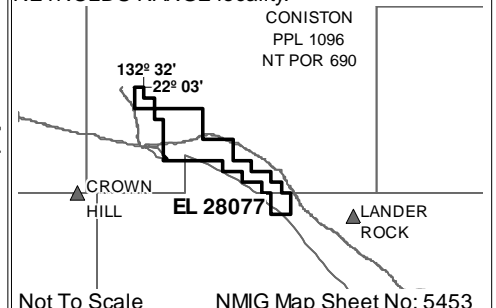 CONISTON
PPL 1096
NT POR 690
132º 32'
22º 03'
CROWN
HILL
EL 28077
LANDER
ROCK
Not To Scale NMIG Map Sheet No: 5453